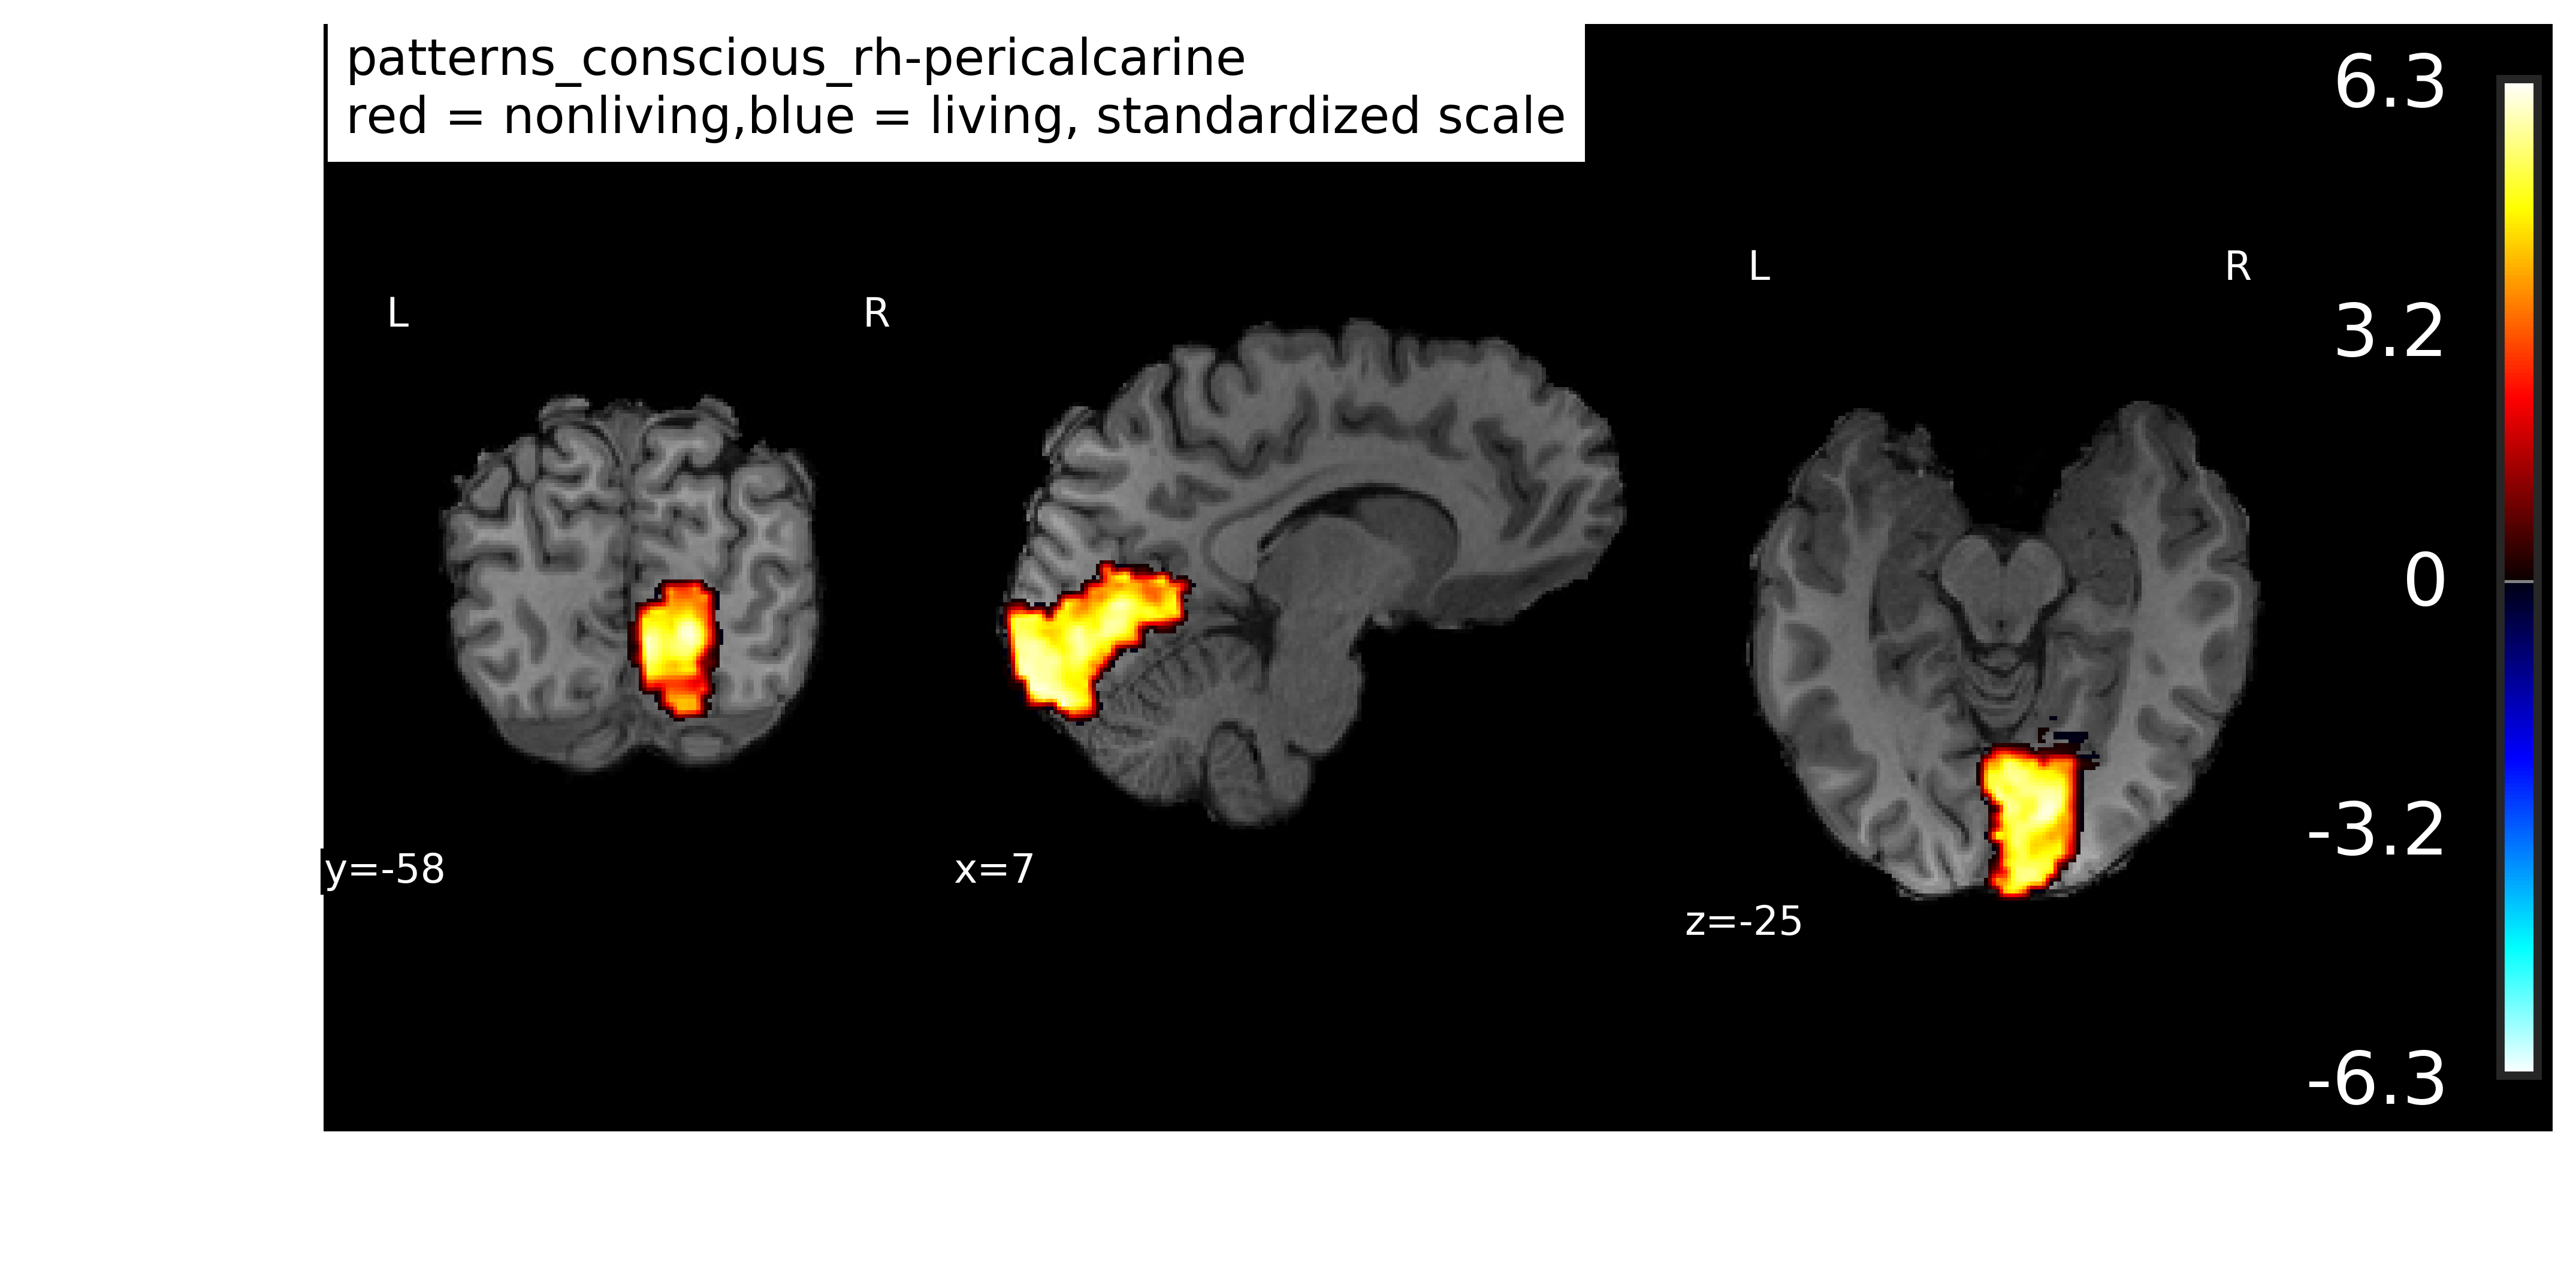 patterns_conscious_rh-pericalcarine
red = nonliving,blue = living, standardized scale
L
R
L
R
y=-58
x=7
z=-25
6.3
3.2
0
-3.2
-6.3